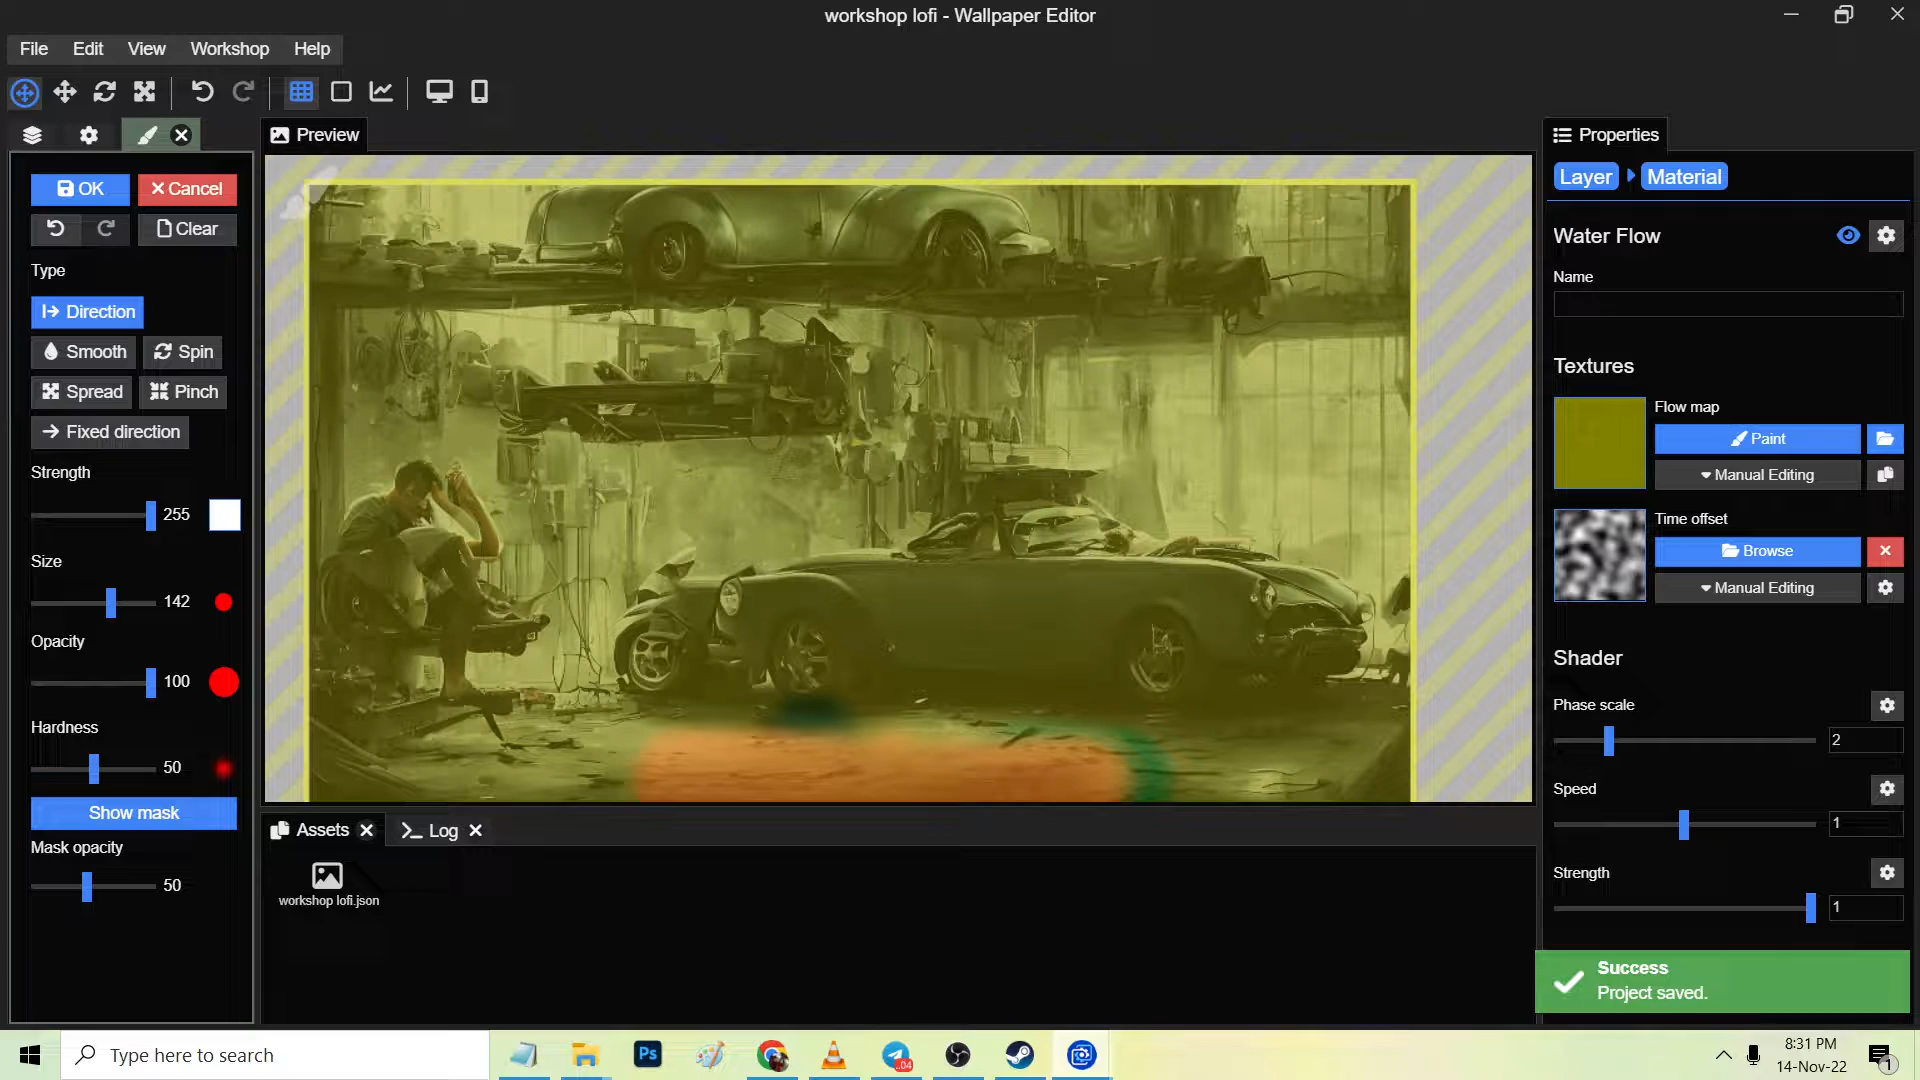 workshop lofi - Wallpaper Editor
File Edit View Workshop Help
Preview
Properties
OK Cancel
Clear
Type
Direction
Smooth Spin
Spread Pinch
Fixed direction
Strength
255
Size
142
Opacity
100
Hardness
50
Show mask
Mask opacity
50
Assets Log
workshop lofi.json
Layer Material
Water Flow
Name
Textures
Flow map
Paint
Manual Editing
Time offset
Browse
Manual Editing
Shader
Phase scale
2
Speed
1
Strength
1
Success
Project saved.
Type here to search
Ps
04
8:31 PM
14-Nov-22
1